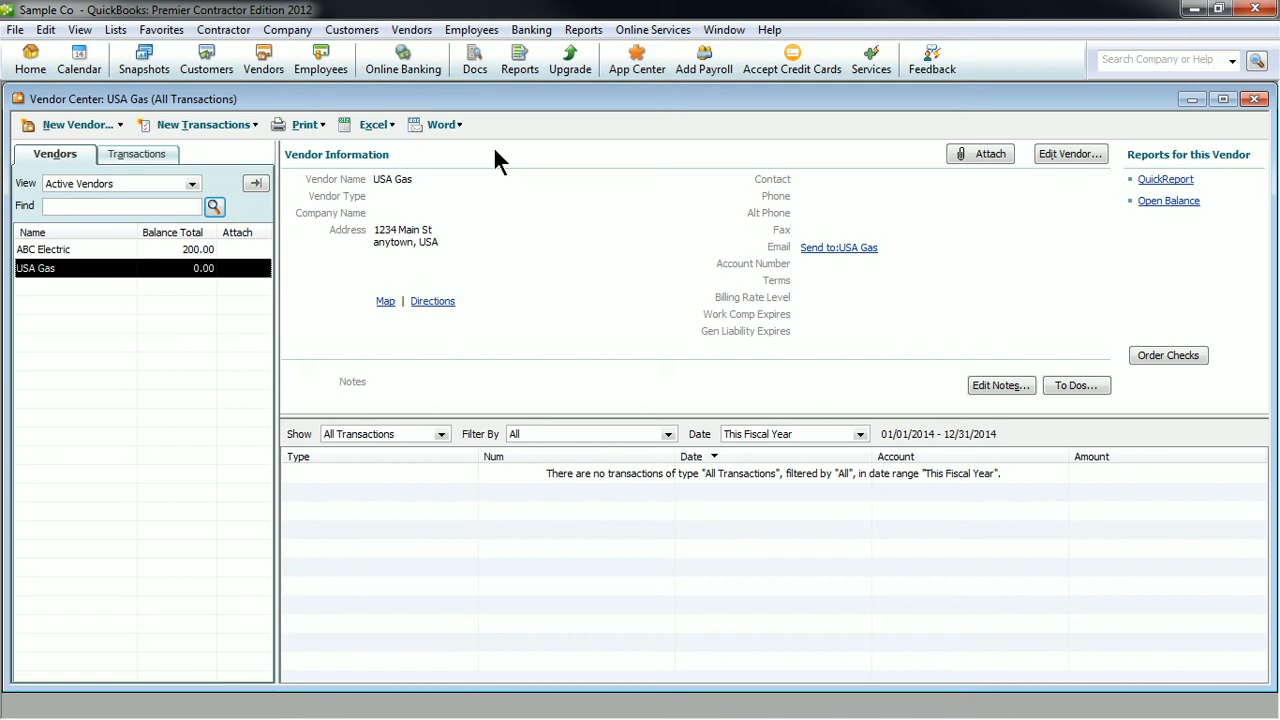 Sample Co - QuickBooks: Premier Contractor Edition 2012
File Edit View Lists Favorites Contractor Company Customers Vendors Employees Banking Reports Online Services Window Help
Home Calendar Snapshots Customers Vendors Employees Online Banking Docs Reports Upgrade App Center Add Payroll Accept Credit Cards Services Feedback Search Company or Help
Vendor Center: USA Gas (All Transactions)
New Vendor... New Transactions Print Excel Word
Vendors Transactions
View Active Vendors
Find
Name Balance Total Attach
ABC Electric 200.00
USA Gas 0.00
Vendor Information Attach Edit Vendor...
Vendor Name USA Gas
Vendor Type
Company Name
Address 1234 Main St
anytown, USA
Map | Directions
Contact
Phone
Alt Phone
Fax
Email Send to:USA Gas
Account Number
Terms
Billing Rate Level
Work Comp Expires
Gen Liability Expires
Notes Edit Notes... To Dos...
Reports for this Vendor
QuickReport
Open Balance
Order Checks
Show All Transactions Filter By All Date This Fiscal Year 01/01/2014 - 12/31/2014
Type Num Date Account Amount
There are no transactions of type "All Transactions", filtered by "All", in date range "This Fiscal Year".